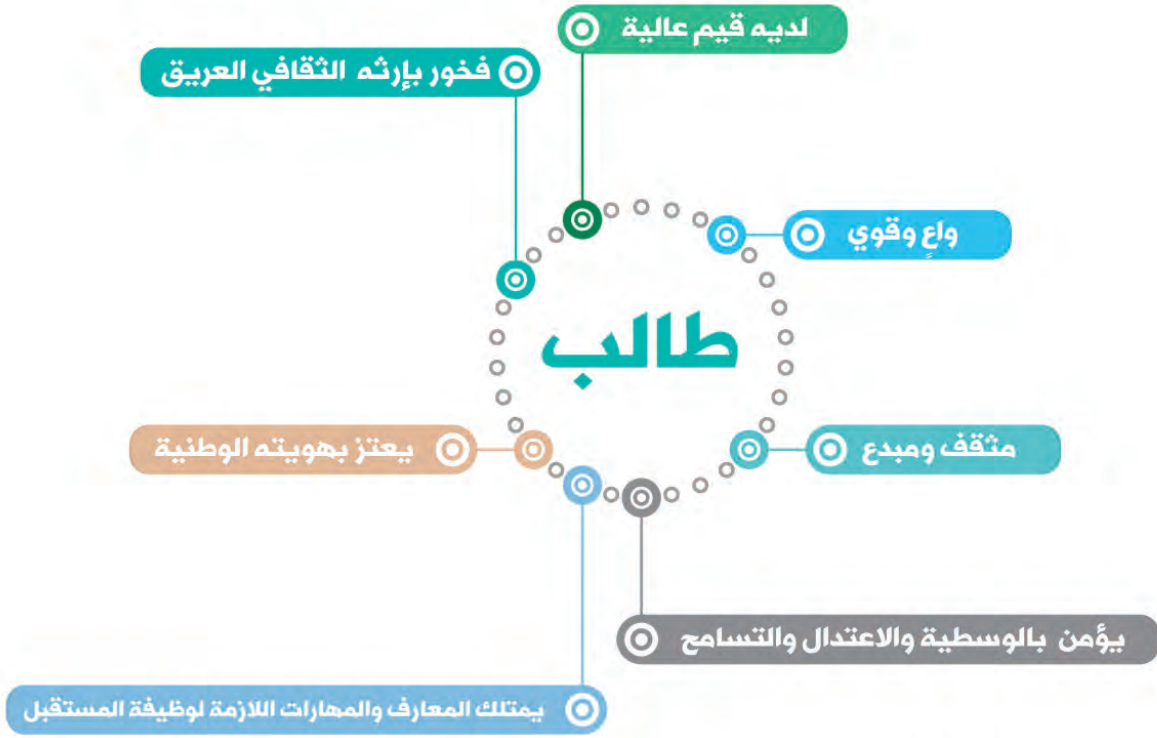 لديه قيم عالية
فخور بإرثه الثقافي العريق
واعٍ وقوي
طالب
مثقف ومبدع
يعتز بهويته الوطنية
يؤمن بالوسطية والاعتدال والتسامح
يمتلك المعارف والمهارات اللازمة لوظيفة المستقبل